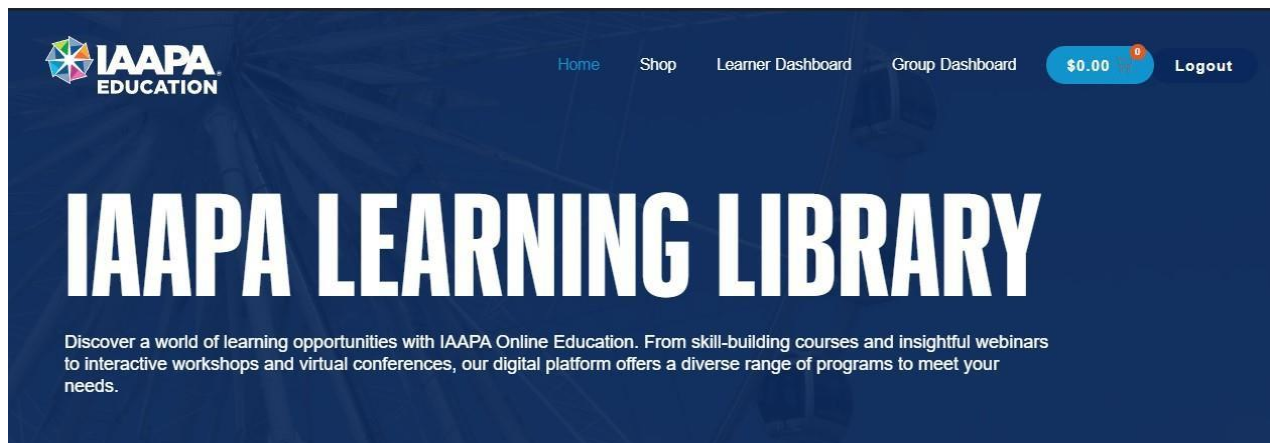 IAAPA
EDUCATION
Home
Shop
Learner Dashboard
Group Dashboard
$0.00
0
Logout
IAAPA LEARNING LIBRARY
Discover a world of learning opportunities with IAAPA Online Education. From skill-building courses and insightful webinars
to interactive workshops and virtual conferences, our digital platform offers a diverse range of programs to meet your
needs.